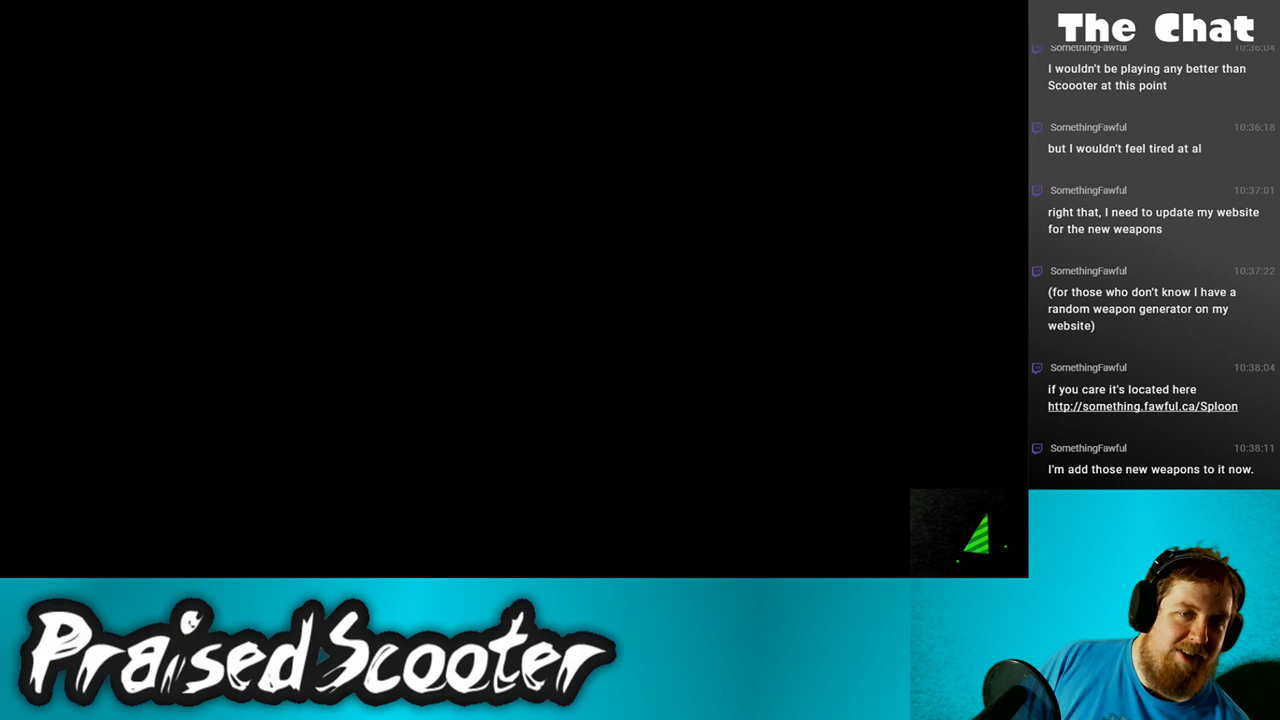 The Chat
SomethingFawful 10:36:04
I wouldn't be playing any better than
Scoooter at this point
SomethingFawful 10:36:18
but I wouldn't feel tired at al
SomethingFawful 10:37:01
right that, I need to update my website
for the new weapons
SomethingFawful 10:37:22
(for those who don't know I have a
random weapon generator on my
website)
SomethingFawful 10:38:04
if you care it's located here
http://something.fawful.ca/Sploon
SomethingFawful 10:38:11
I'm add those new weapons to it now.
PraisedScooter